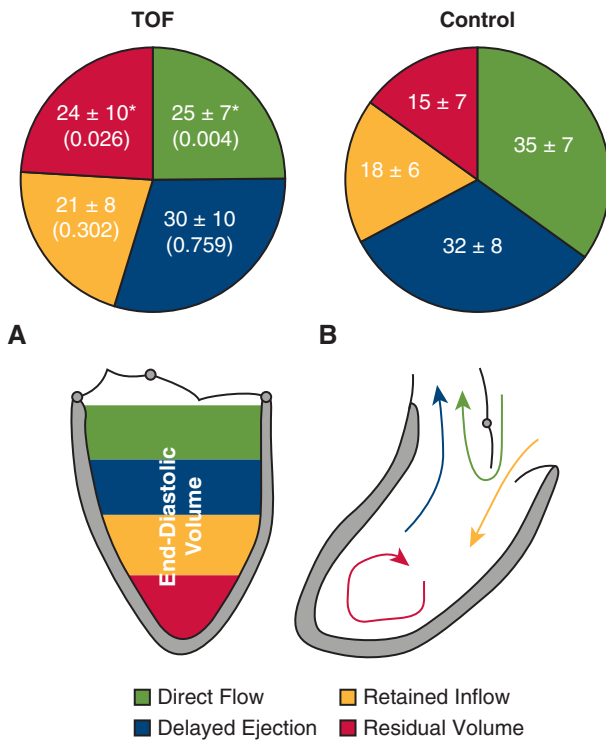 TOF
24 ± 10*
(0.026)
25 ± 7*
(0.004)
21 ± 8
(0.302)
30 ± 10
(0.759)
Control
15 ± 7
35 ± 7
18 ± 6
32 ± 8
A
B
End-Diastolic
Volume
Direct Flow
Retained Inflow
Delayed Ejection
Residual Volume